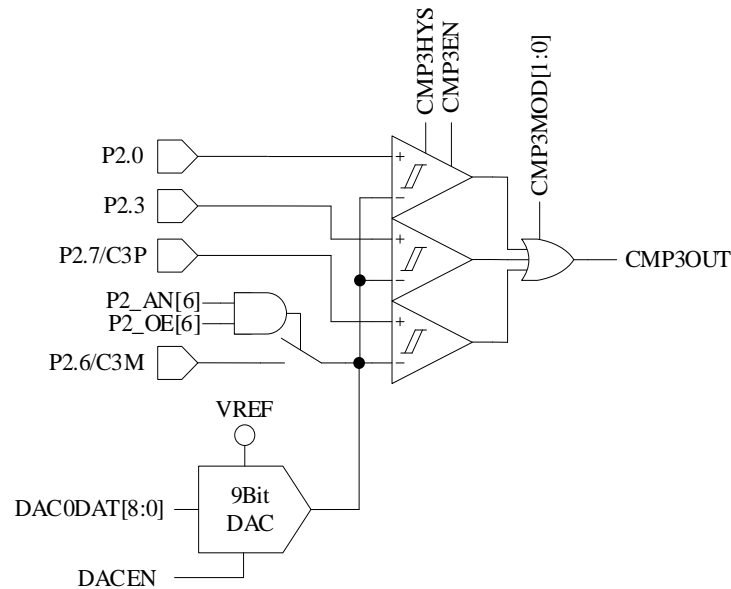 CMP3HYS
CMP3EN
CMP3MOD[1:0]
P2.0
P2.3
P2.7/C3P
P2_AN[6]
P2_OE[6]
P2.6/C3M
+
−
+
−
+
−
CMP3OUT
VREF
DAC0DAT[8:0]
9Bit
DAC
DACEN